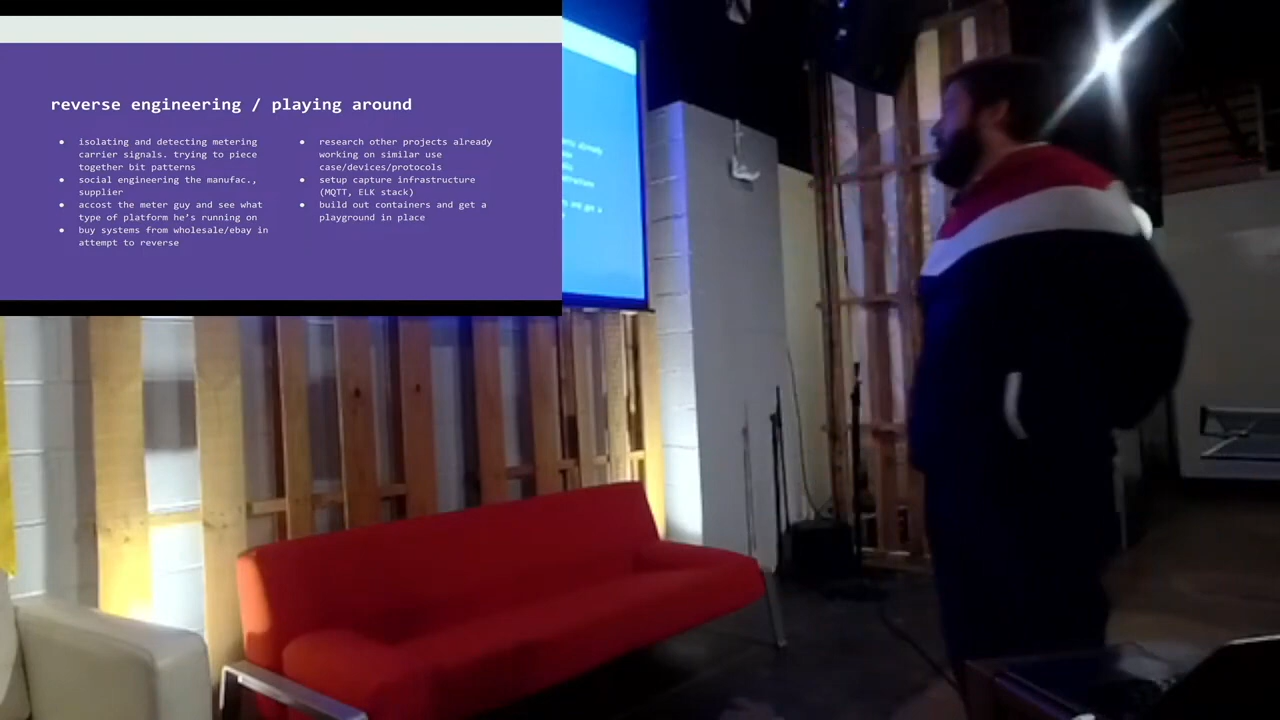 reverse engineering / playing around
● isolating and detecting metering
carrier signals. trying to piece
together bit patterns
● social engineering the manufac.,
supplier
● accost the meter guy and see what
type of platform he's running on
● buy systems from wholesale/ebay in
attempt to reverse
● research other projects already
working on similar use
case/devices/protocols
● setup capture infrastructure
(MQTT, ELK stack)
● build out containers and get a
playground in place